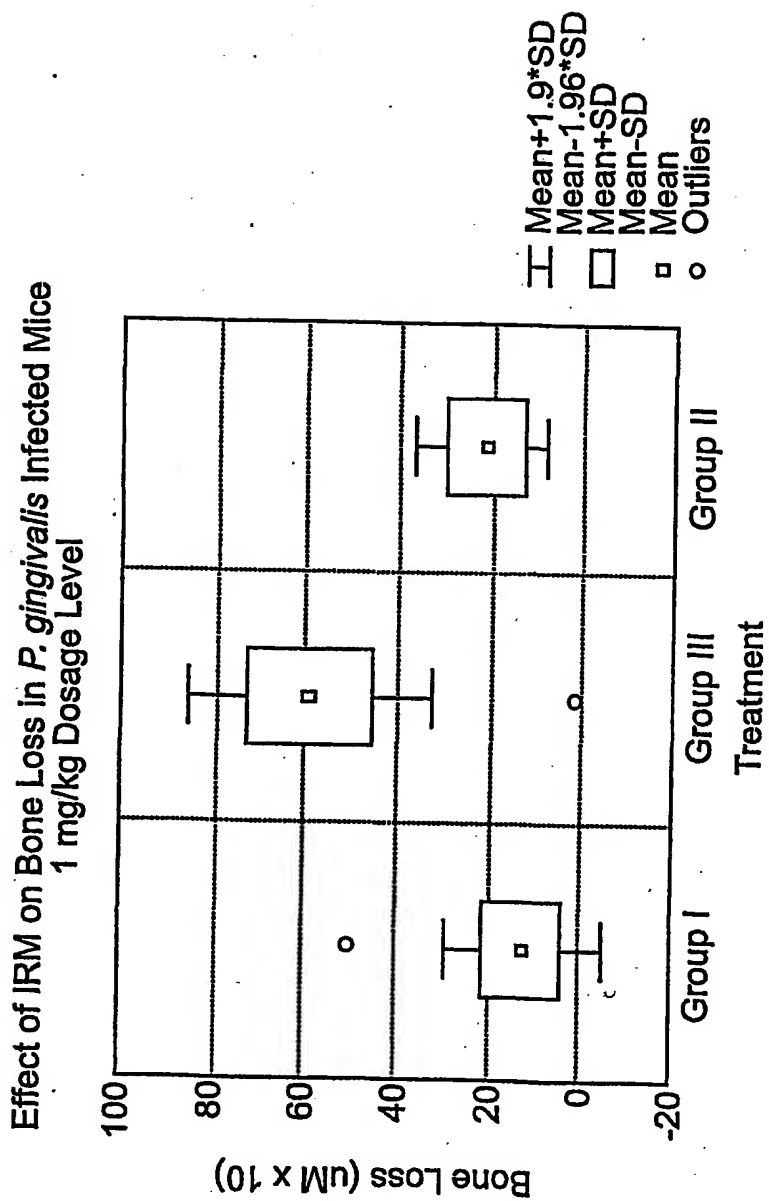 Effect of IRM on Bone Loss in P. gingivalis Infected Mice
1 mg/kg Dosage Level
Bone Loss (uM x 10)
100
80
60
40
20
0
-20
Group I
Group III
Group II
Treatment
Mean+1.9*SD
Mean-1.96*SD
Mean+SD
Mean-SD
Mean
Outliers